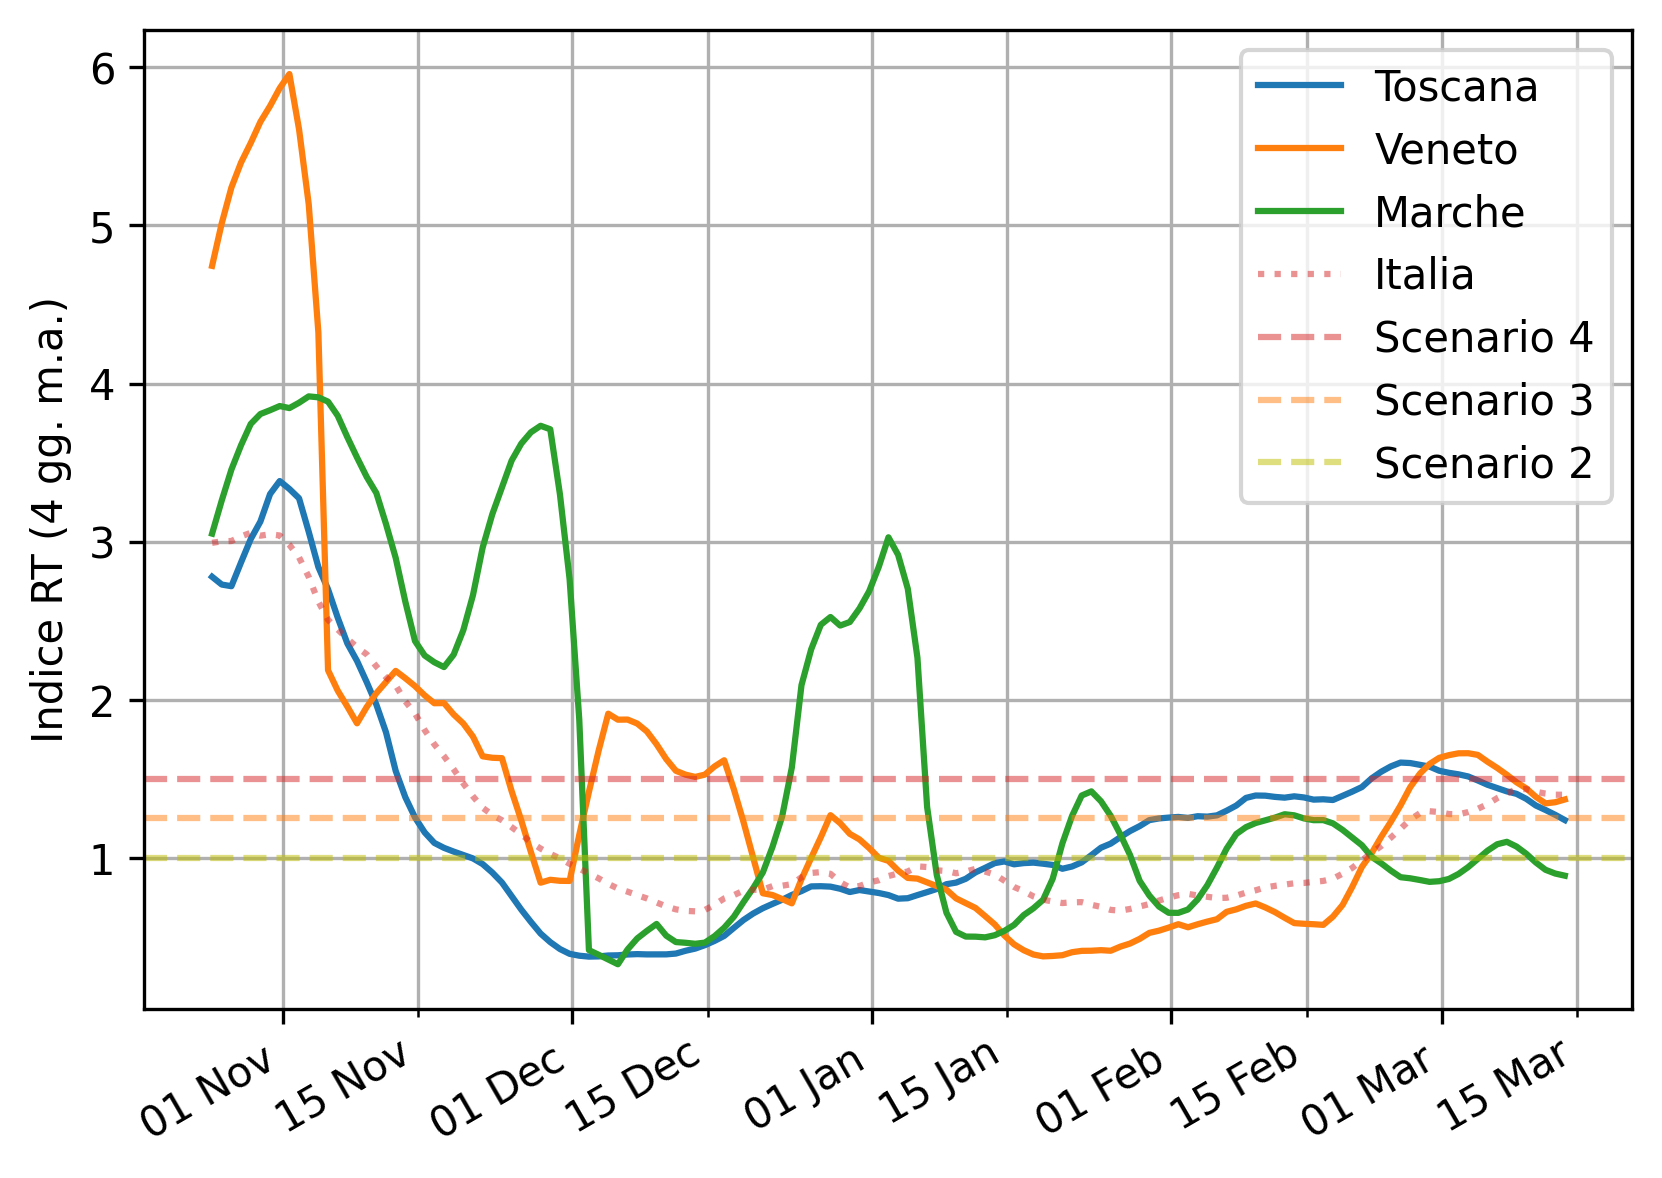 6
5
4
3
2
1
Indice RT (4 gg. m.a.)
Toscana
Veneto
Marche
Italia
Scenario 4
Scenario 3
Scenario 2
01 Nov
15 Nov
01 Dec
15 Dec
01 Jan
15 Jan
01 Feb
15 Feb
01 Mar
15 Mar